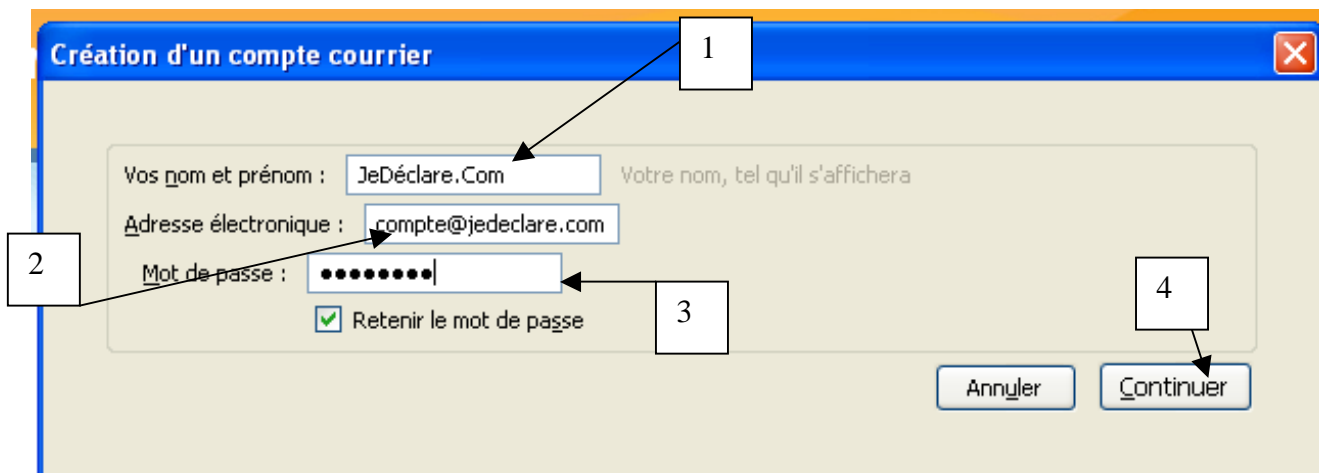 Création d'un compte courrier
1
Vos nom et prénom : JeDéclare.Com Votre nom, tel qu'il s'affichera
Adresse électronique : compte@jedeclare.com
2
Mot de passe : ●●●●●●●●
3
4
Retenir le mot de passe
Annuler Continuer